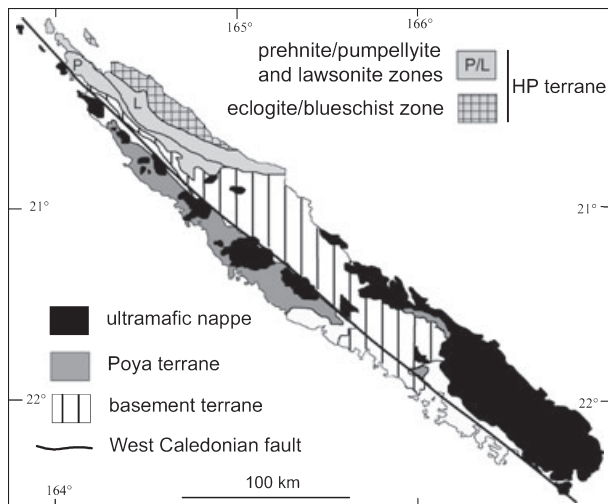 165°
166°
prehnite/pumpellyite
and lawsonite zones
P/L
HP terrane
eclogite/blueschist zone
P
L
21°
21°
ultramafic nappe
Poya terrane
basement terrane
West Caledonian fault
22°
22°
164°
100 km